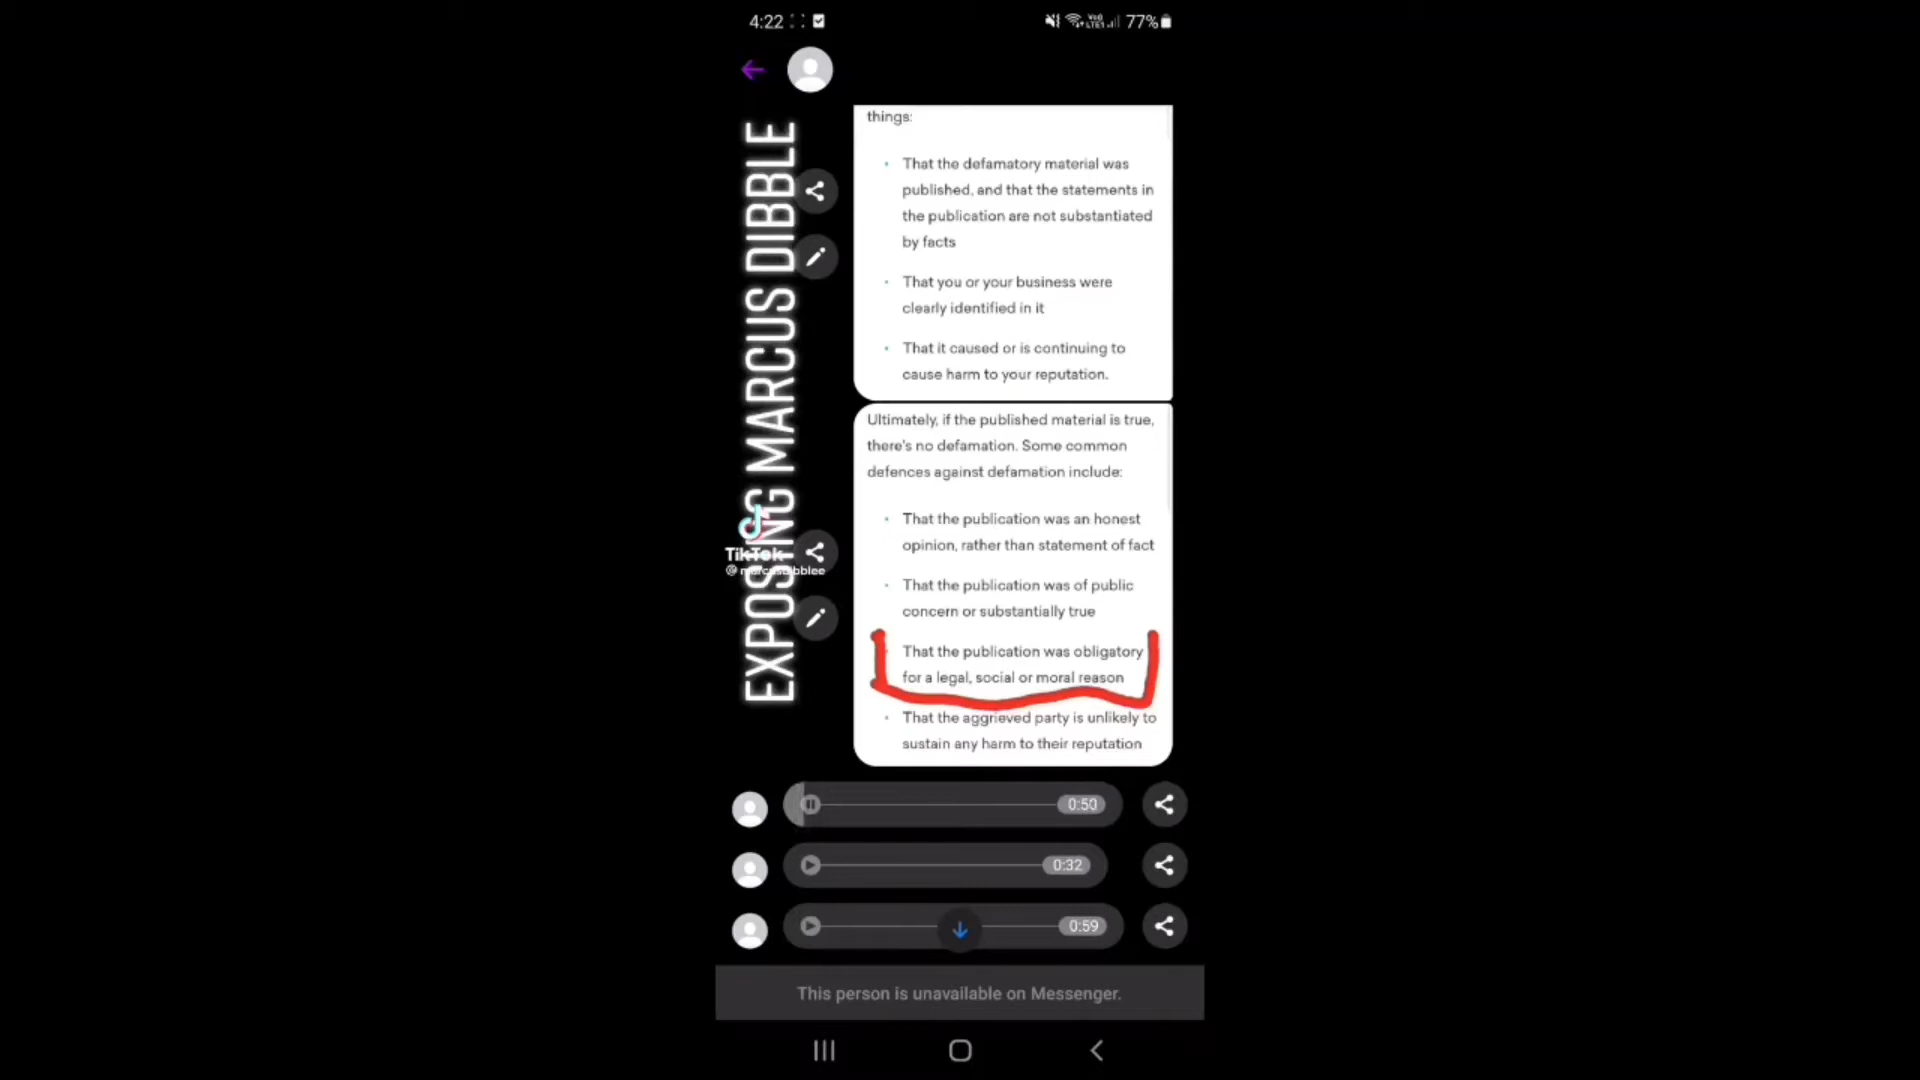 4:22
77%
EXPOSING MARCUS DIBBLE
things:
That the defamatory material was
published, and that the statements in
the publication are not substantiated
by facts
That you or your business were
clearly identified in it
That it caused or is continuing to
cause harm to your reputation.
Ultimately, if the published material is true,
there's no defamation. Some common
defences against defamation include:
That the publication was an honest
opinion, rather than statement of fact
That the publication was of public
concern or substantially true
That the publication was obligatory
for a legal, social or moral reason
That the aggrieved party is unlikely to
sustain any harm to their reputation
TikTok
0:50
0:32
0:59
This person is unavailable on Messenger.